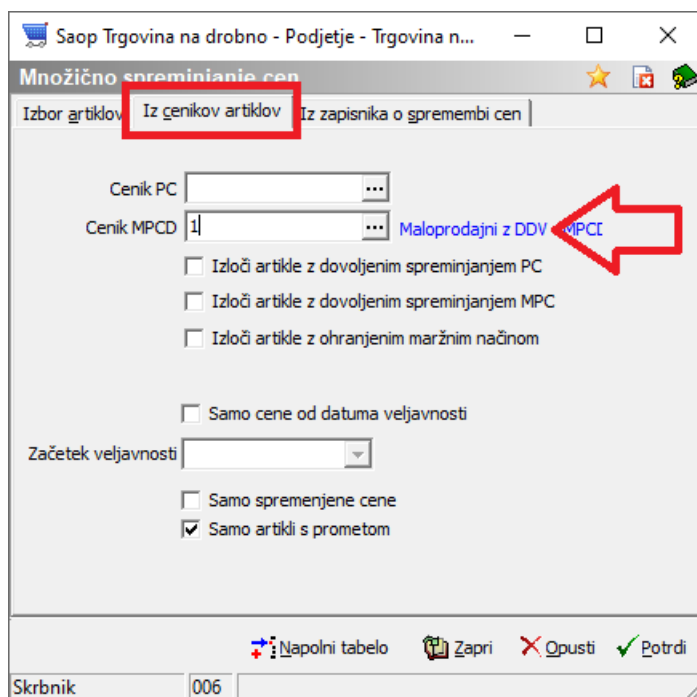 Saop Trgovina na drobno - Podjetje - Trgovina n...
Množično spreminjanje cen
Izbor artiklov Iz cenikov artiklov Iz zapisnika o spremembi cen
Cenik PC
Cenik MPCD 1 Maloprodajni z DDV MPCD
Izloči artikle z dovoljenim spreminjanjem PC
Izloči artikle z dovoljenim spreminjanjem MPC
Izloči artikle z ohranjenim maržnim načinom
Samo cene od datuma veljavnosti
Začetek veljavnosti
Samo spremenjene cene
Samo artikli s prometom
Napolni tabelo Zapri Opusti Potrdi
Skrbnik 006